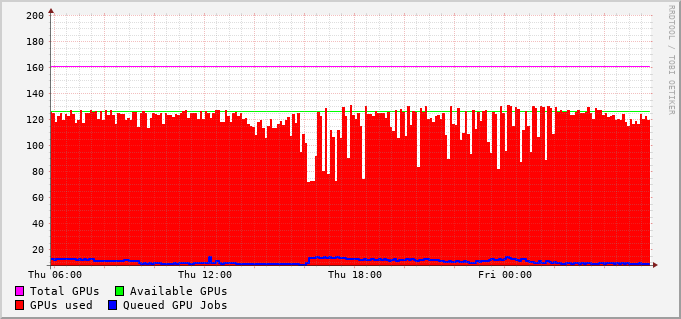 200
180
160
140
120
100
80
60
40
20
Thu 06:00 Thu 12:00 Thu 18:00 Fri 00:00
Total GPUs Available GPUs
GPUs used Queued GPU Jobs
RRDTOOL / TOBI OETIKER